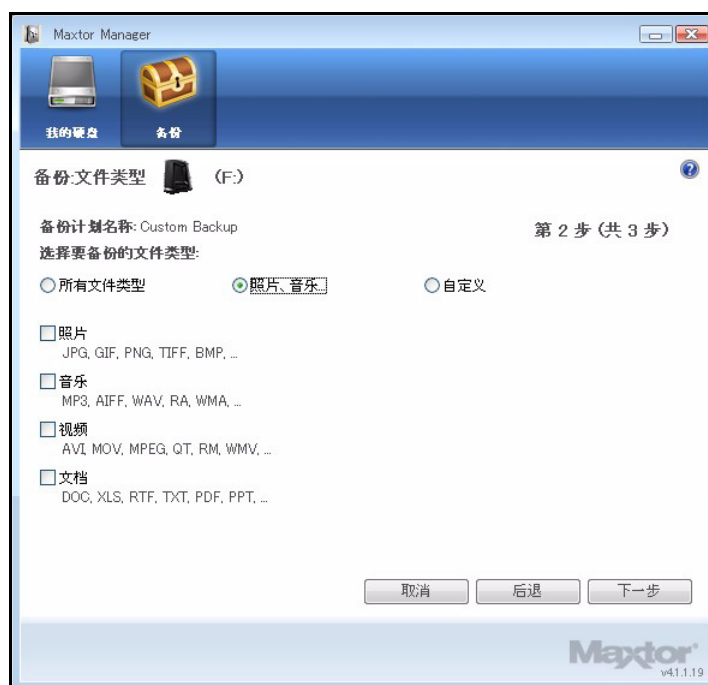 Maxtor Manager
我的硬盘
备份
备份:文件类型 (F:)
备份计划名称: Custom Backup
第 2 步 (共 3 步)
选择要备份的文件类型:
所有文件类型 照片、音乐... 自定义
照片
JPG, GIF, PNG, TIFF, BMP, ...
音乐
MP3, AIFF, WAV, RA, WMA, ...
视频
AVI, MOV, MPEG, QT, RM, WMV, ...
文档
DOC, XLS, RTF, TXT, PDF, PPT, ...
取消 后退 下一步
Maxtor
v4.1.1.19